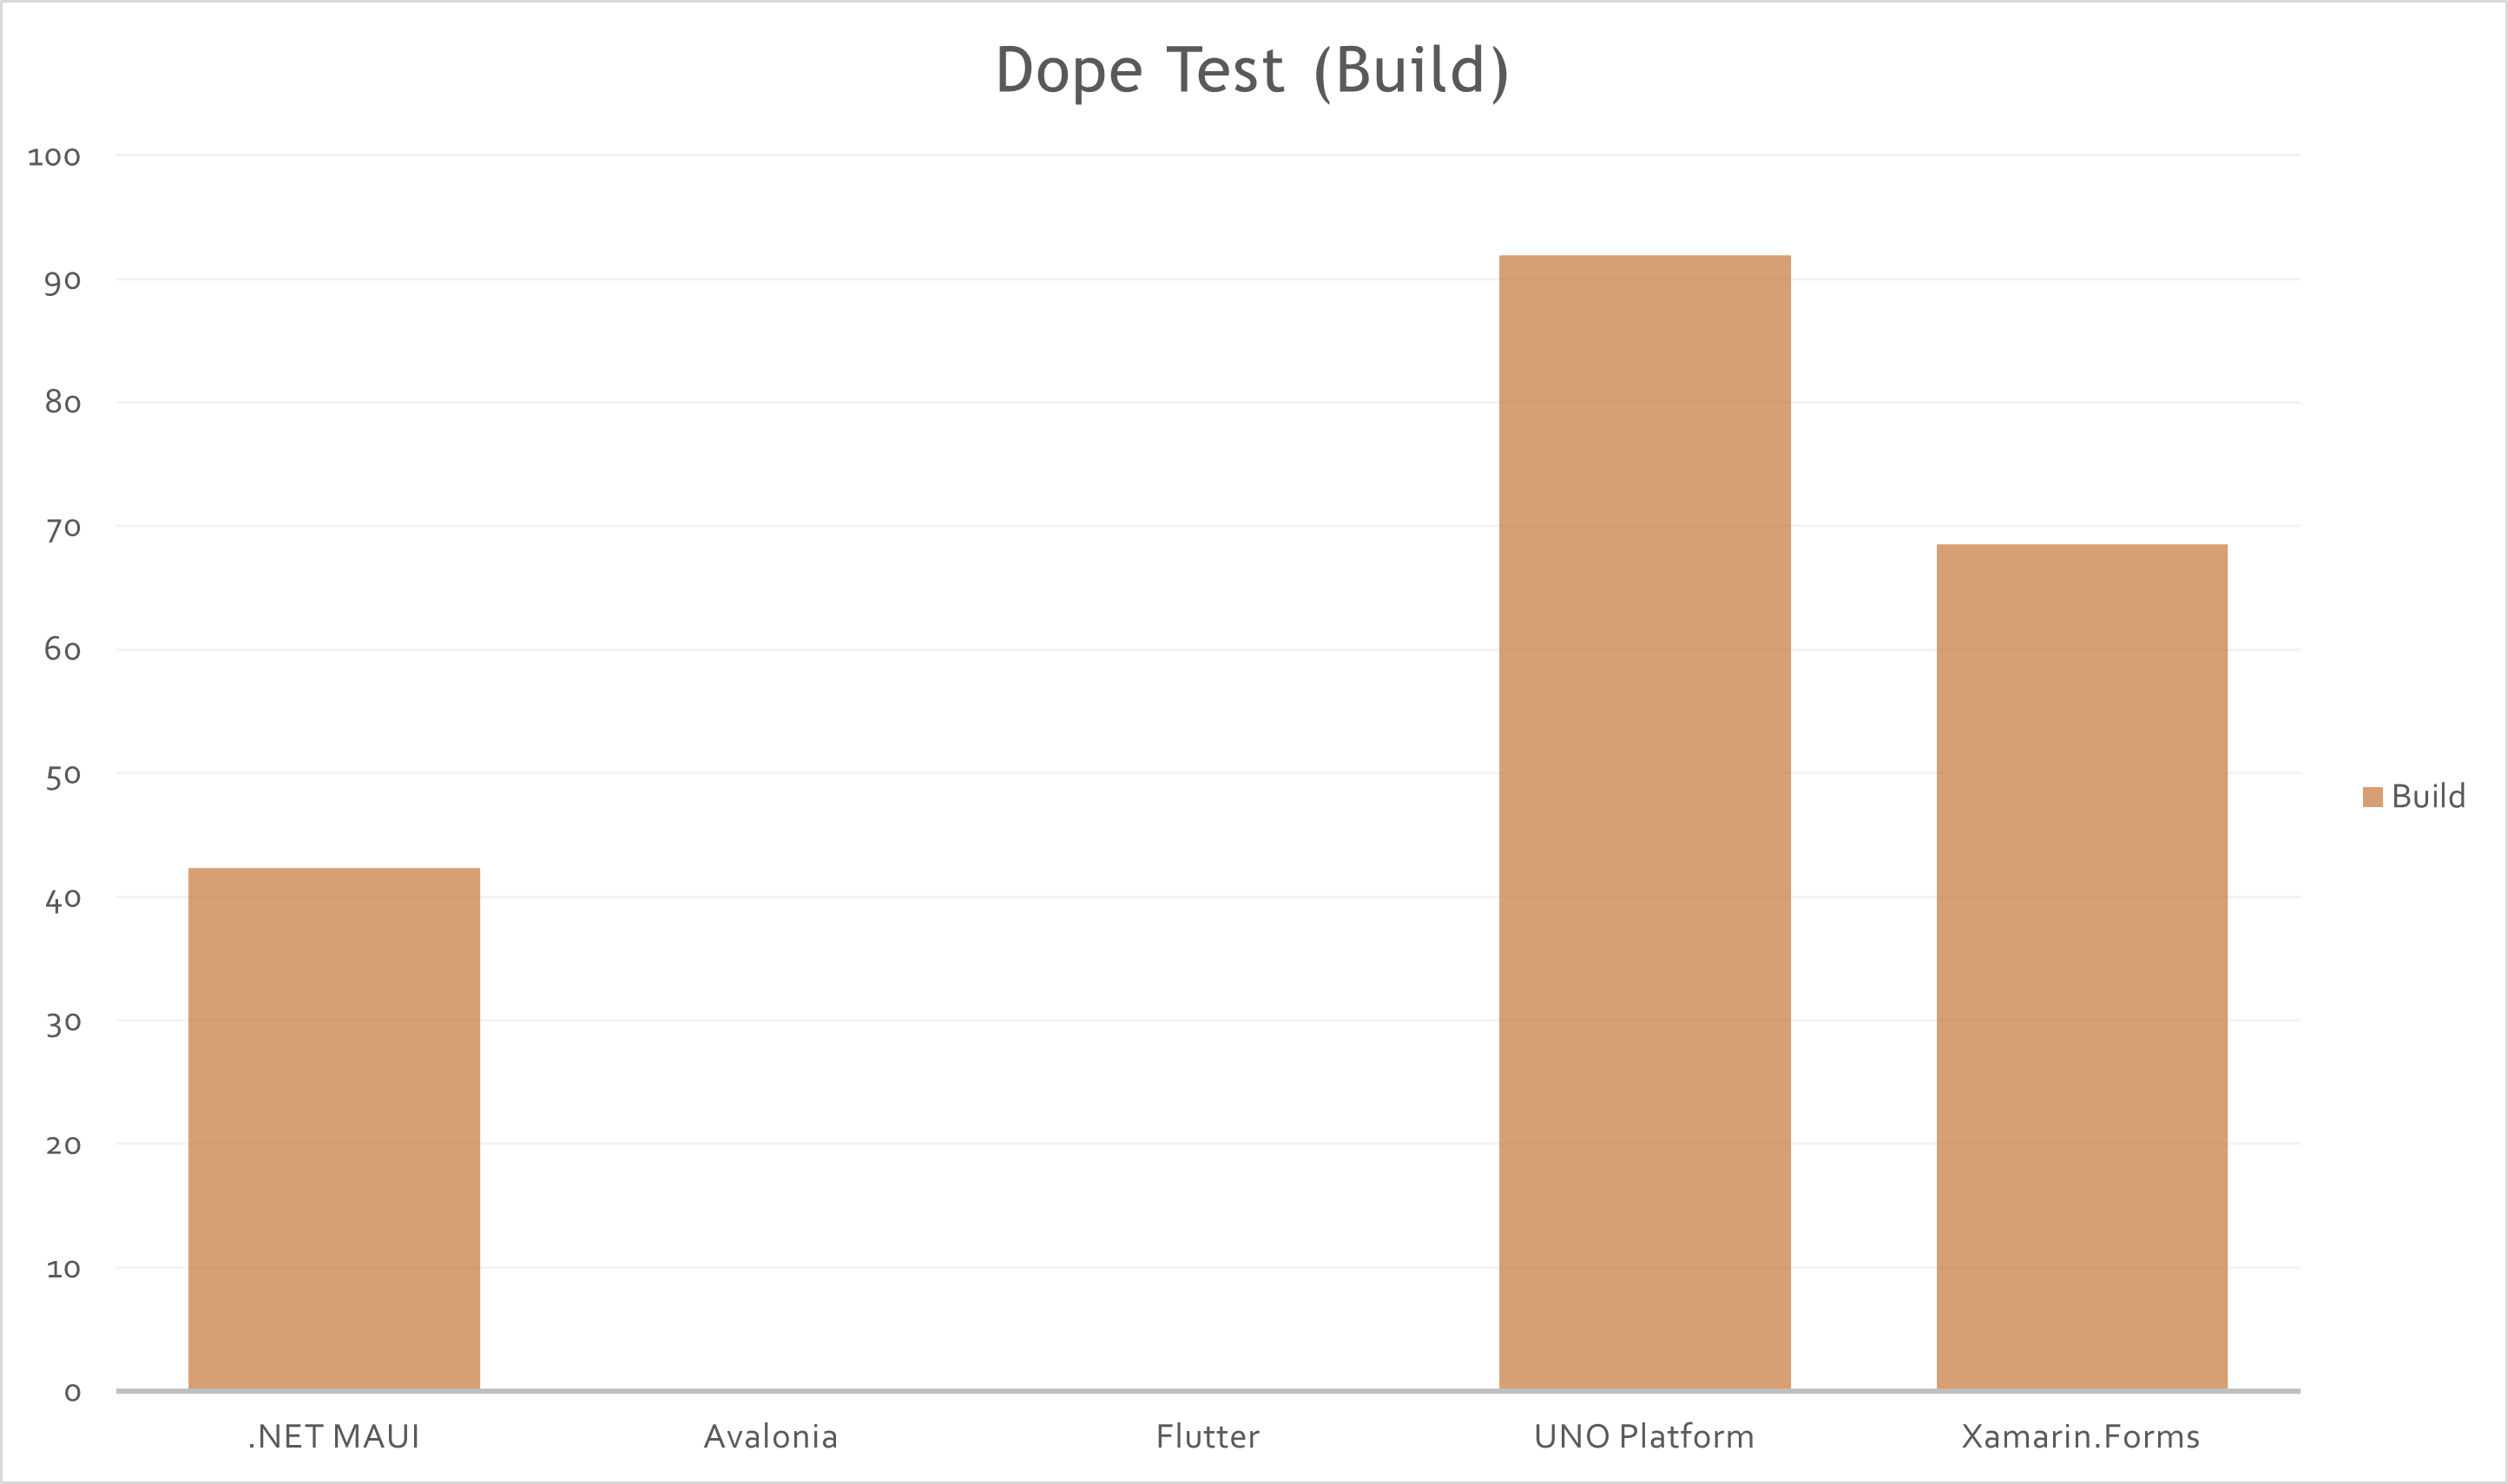 Dope Test (Build)
100
90
80
70
60
50
40
30
20
10
0
.NET MAUI
Avalonia
Flutter
UNO Platform
Xamarin.Forms
Build